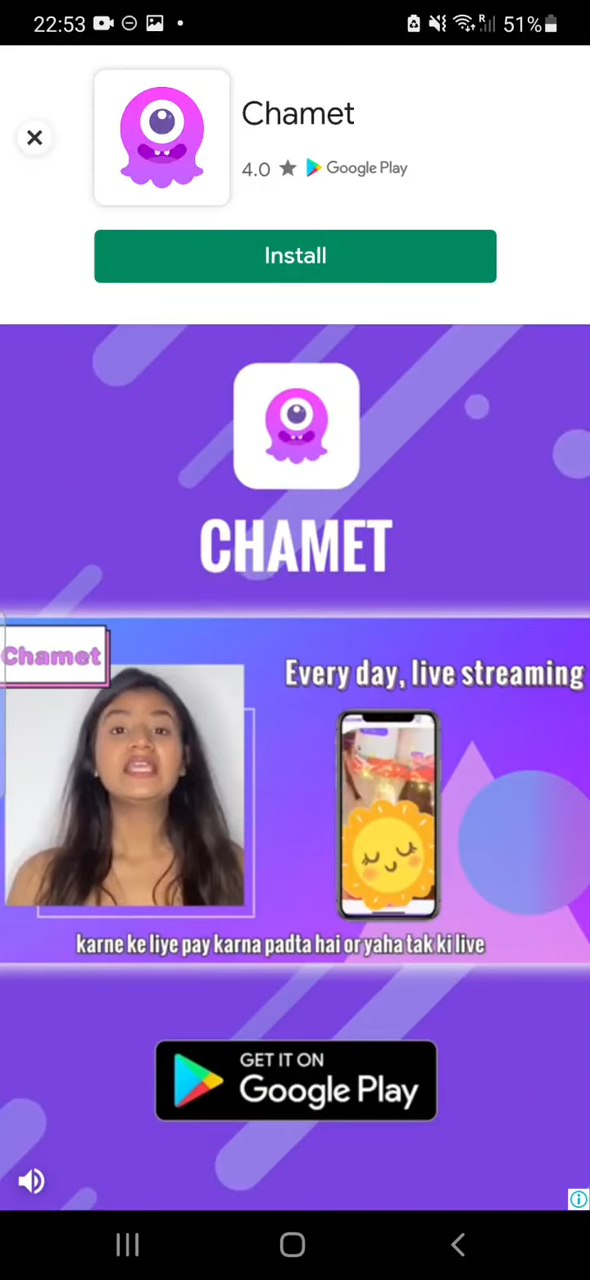 22:53
R
51%
Chamet
4.0 ★ Google Play
Install
CHAMET
Chamet
Every day, live streaming
karne ke liye pay karna padta hai or yaha tak ki live
GET IT ON
Google Play